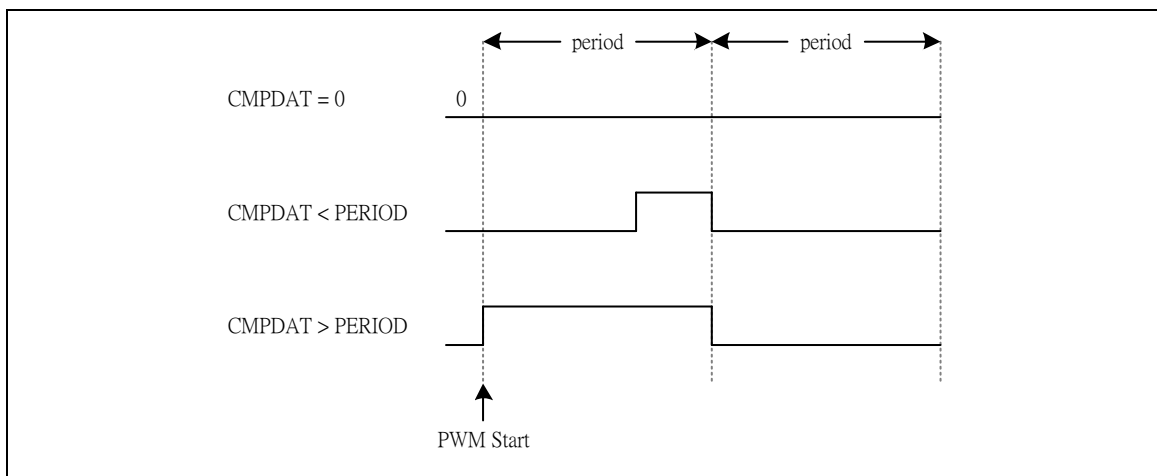 period period
CMPDAT = 0 0
CMPDAT < PERIOD
CMPDAT > PERIOD
PWM Start